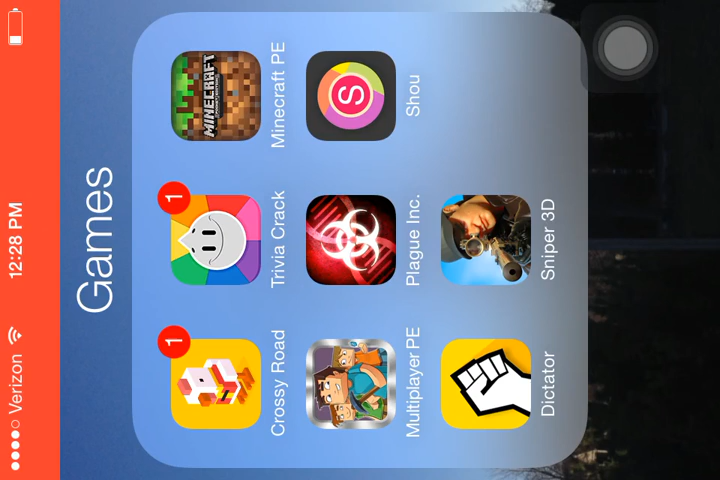 Verizon 12:28 PM
Games
1
1
MINECRAFT
Crossy Road Trivia Crack Minecraft PE
S
Multiplayer PE Plague Inc. Shou
Dictator Sniper 3D